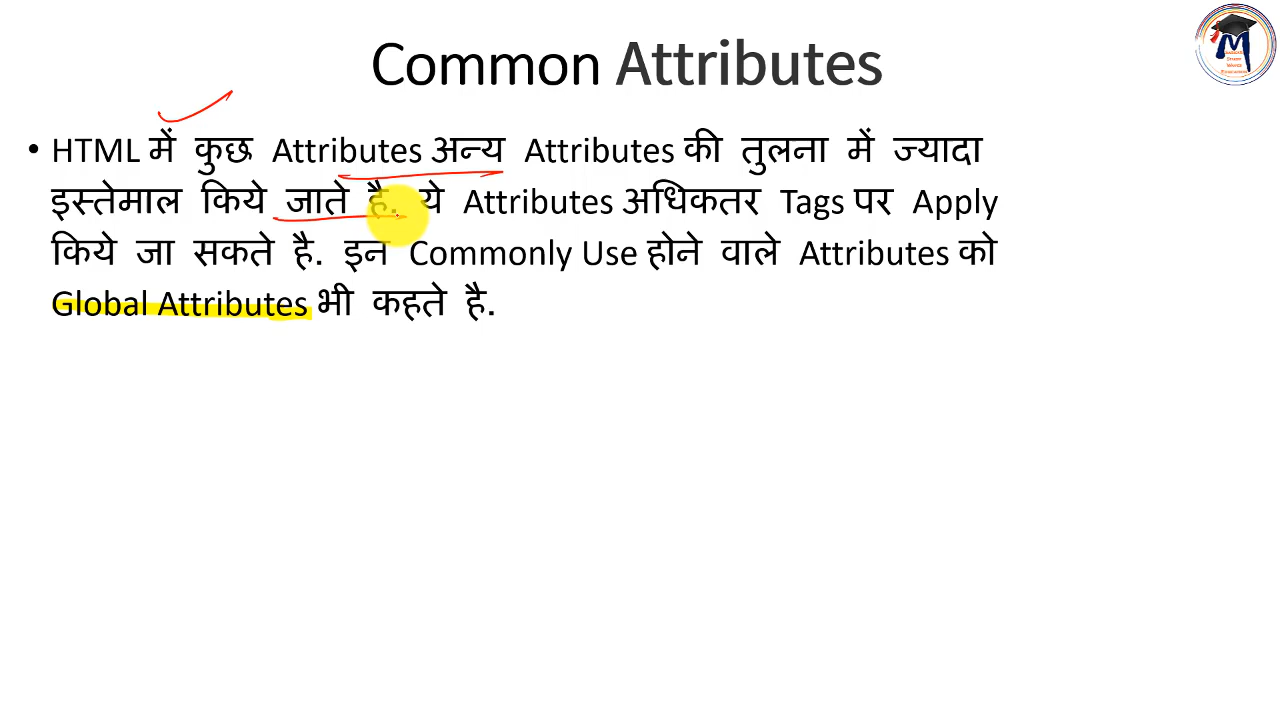 Common Attributes
• HTML में कुछ Attributes अन्य Attributes की तुलना में ज्यादा
इस्तेमाल किये जाते है. ये Attributes अधिकतर Tags पर Apply
किये जा सकते है. इन Commonly Use होने वाले Attributes को
Global Attributes भी कहते है.
M